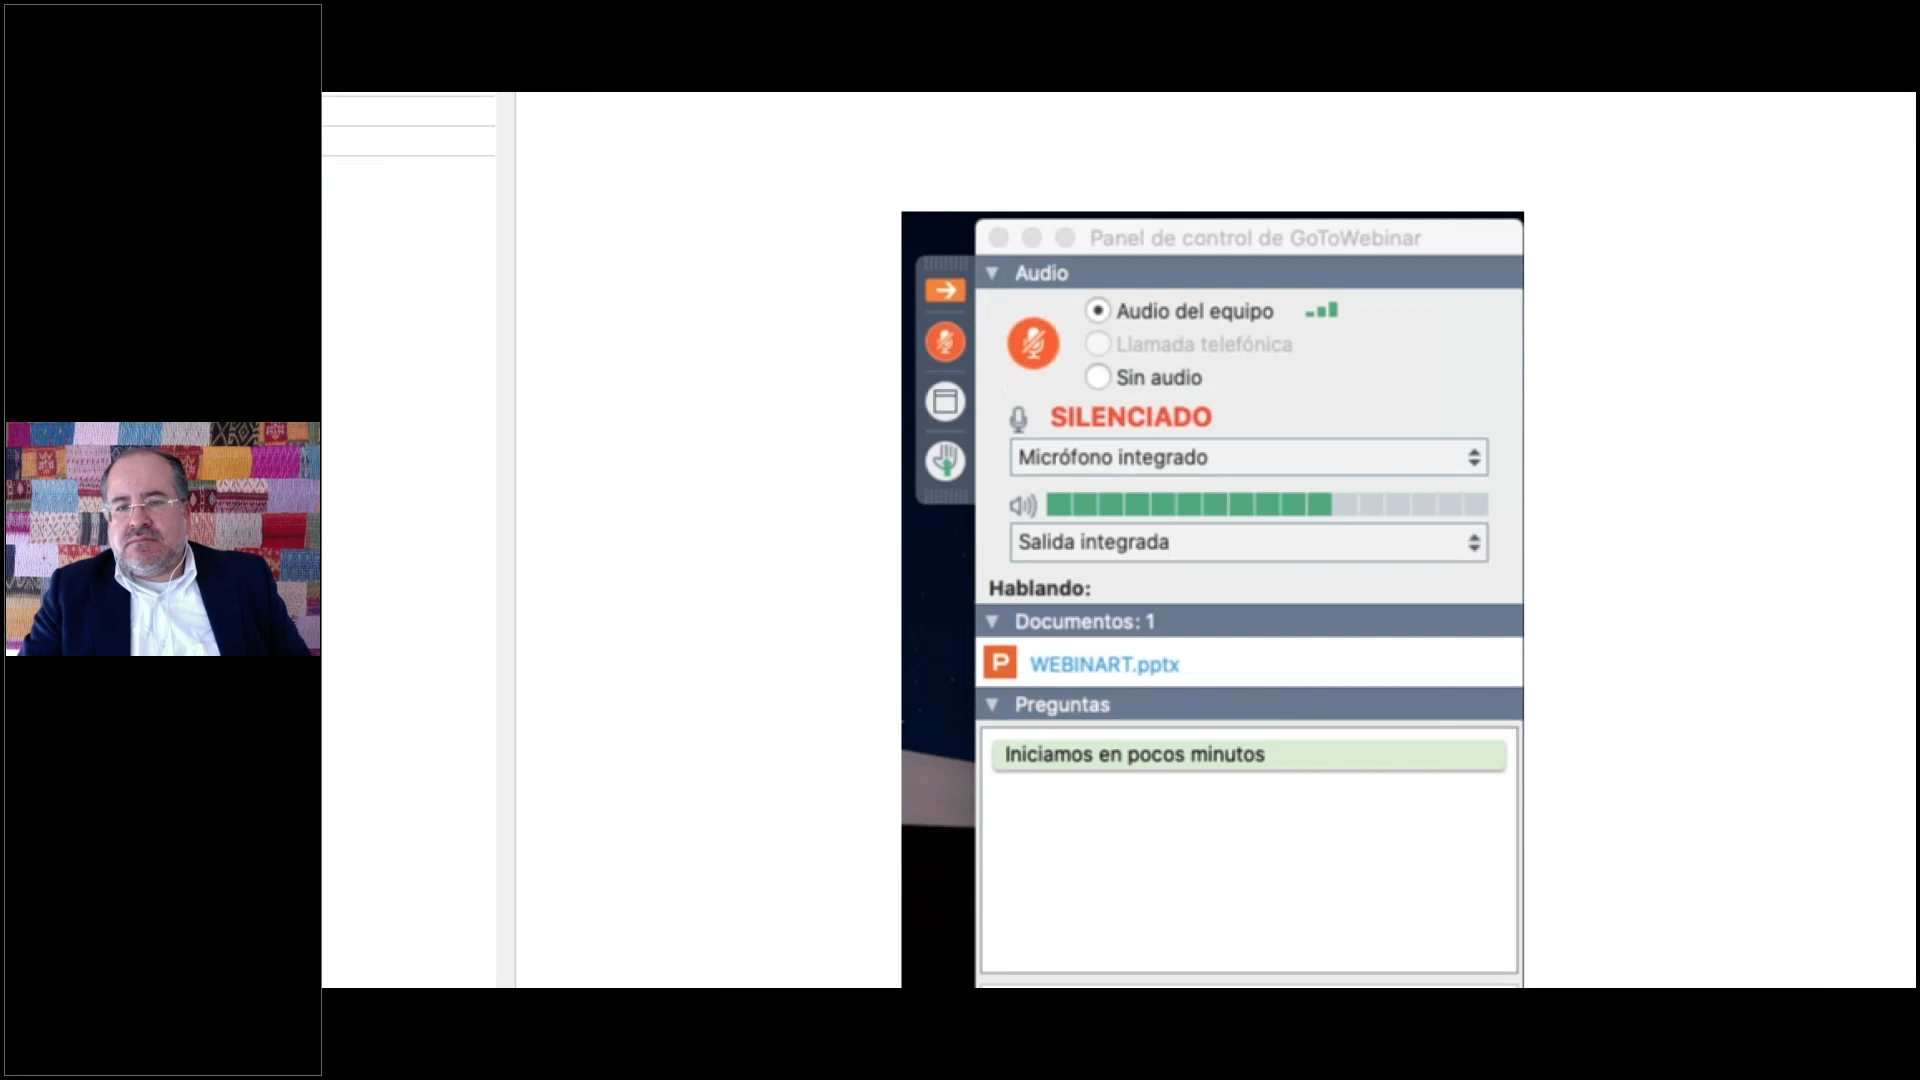 Panel de control de GoToWebinar
Audio
Audio del equipo
Llamada telefónica
Sin audio
SILENCIADO
Micrófono integrado
Salida integrada
Hablando:
Documentos: 1
P WEBINART.pptx
Preguntas
Iniciamos en pocos minutos